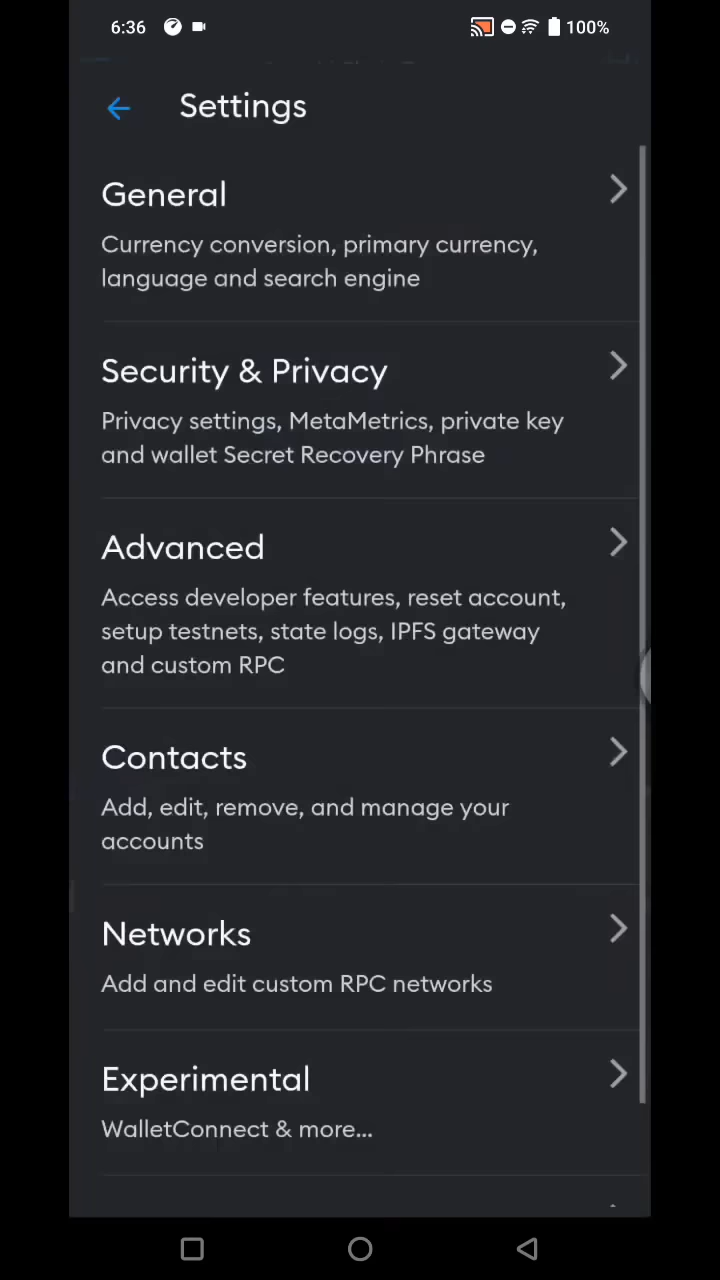 6:36
100%
Settings
General
Currency conversion, primary currency,
language and search engine
Security & Privacy
Privacy settings, MetaMetrics, private key
and wallet Secret Recovery Phrase
Advanced
Access developer features, reset account,
setup testnets, state logs, IPFS gateway
and custom RPC
Contacts
Add, edit, remove, and manage your
accounts
Networks
Add and edit custom RPC networks
Experimental
WalletConnect & more...